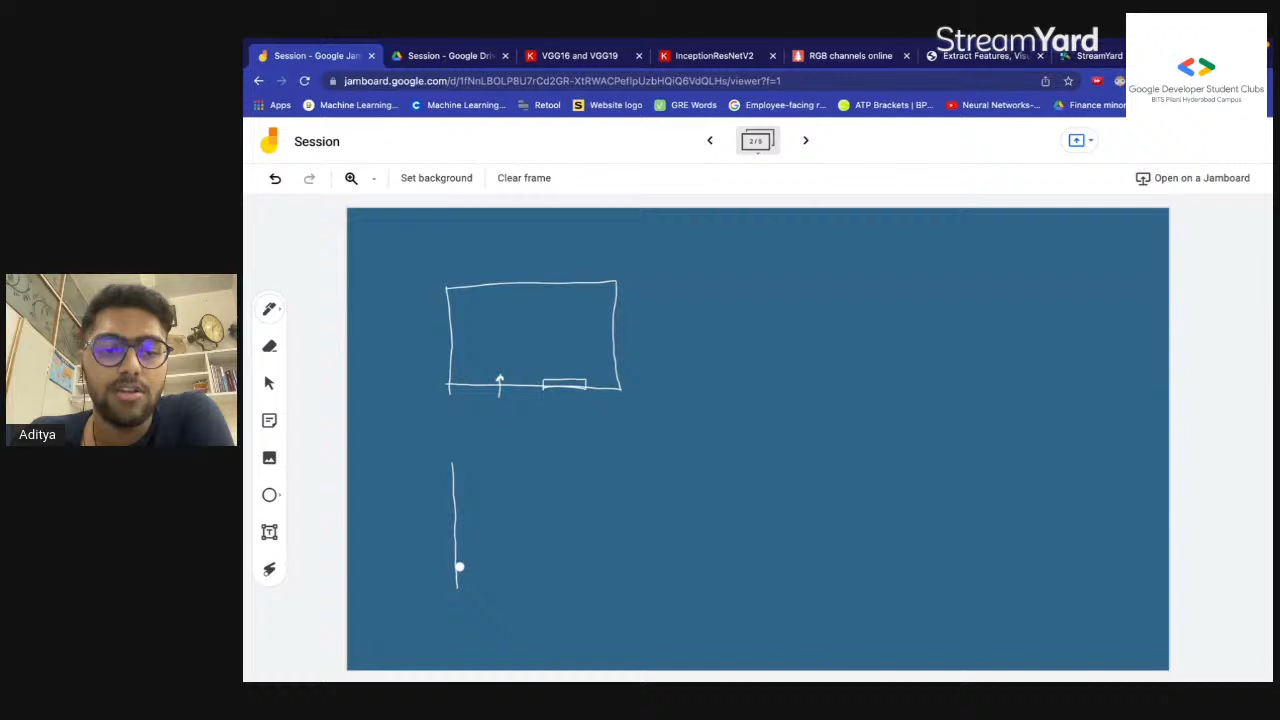 StreamYard
Google Developer Student Clubs
BITS Pilani Hyderabad Campus
Session - Google Jan
Session - Google Driv
VGG16 and VGG19
InceptionResNetV2
RGB channels online
Extract Features, Visu
StreamYard
jamboard.google.com/d/1fNnLBOLP8U7rCd2GR-XtRWACPefIpUzbHQiQ6VdQLHs/viewer?f=1
Apps
Machine Learning...
Machine Learning...
Retool
Website logo
GRE Words
Employee-facing r...
ATP Brackets | BP...
Neural Networks-...
Finance minor
Session
2/5
Set background
Clear frame
Open on a Jamboard
Aditya